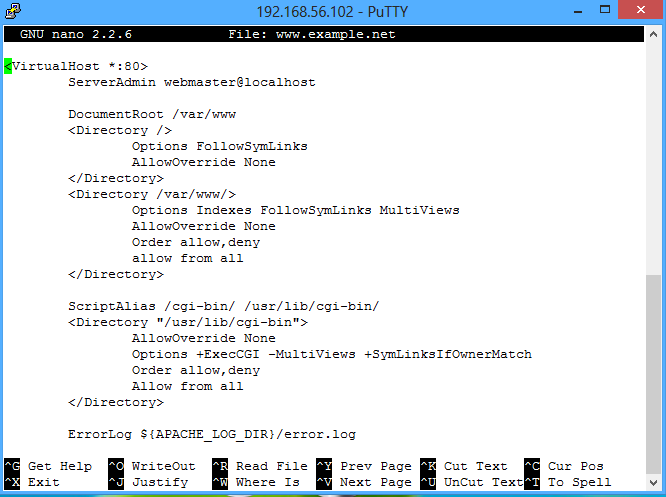 192.168.56.102 - PuTTY
GNU nano 2.2.6 File: www.example.net
<VirtualHost *:80>
ServerAdmin webmaster@localhost
DocumentRoot /var/www
<Directory />
Options FollowSymLinks
AllowOverride None
</Directory>
<Directory /var/www/>
Options Indexes FollowSymLinks MultiViews
AllowOverride None
Order allow,deny
allow from all
</Directory>
ScriptAlias /cgi-bin/ /usr/lib/cgi-bin/
<Directory "/usr/lib/cgi-bin">
AllowOverride None
Options +ExecCGI -MultiViews +SymLinksIfOwnerMatch
Order allow,deny
Allow from all
</Directory>
ErrorLog ${APACHE_LOG_DIR}/error.log
^G Get Help ^O WriteOut ^R Read File ^Y Prev Page ^K Cut Text ^C Cur Pos
^X Exit ^J Justify ^W Where Is ^V Next Page ^U UnCut Text^T To Spell